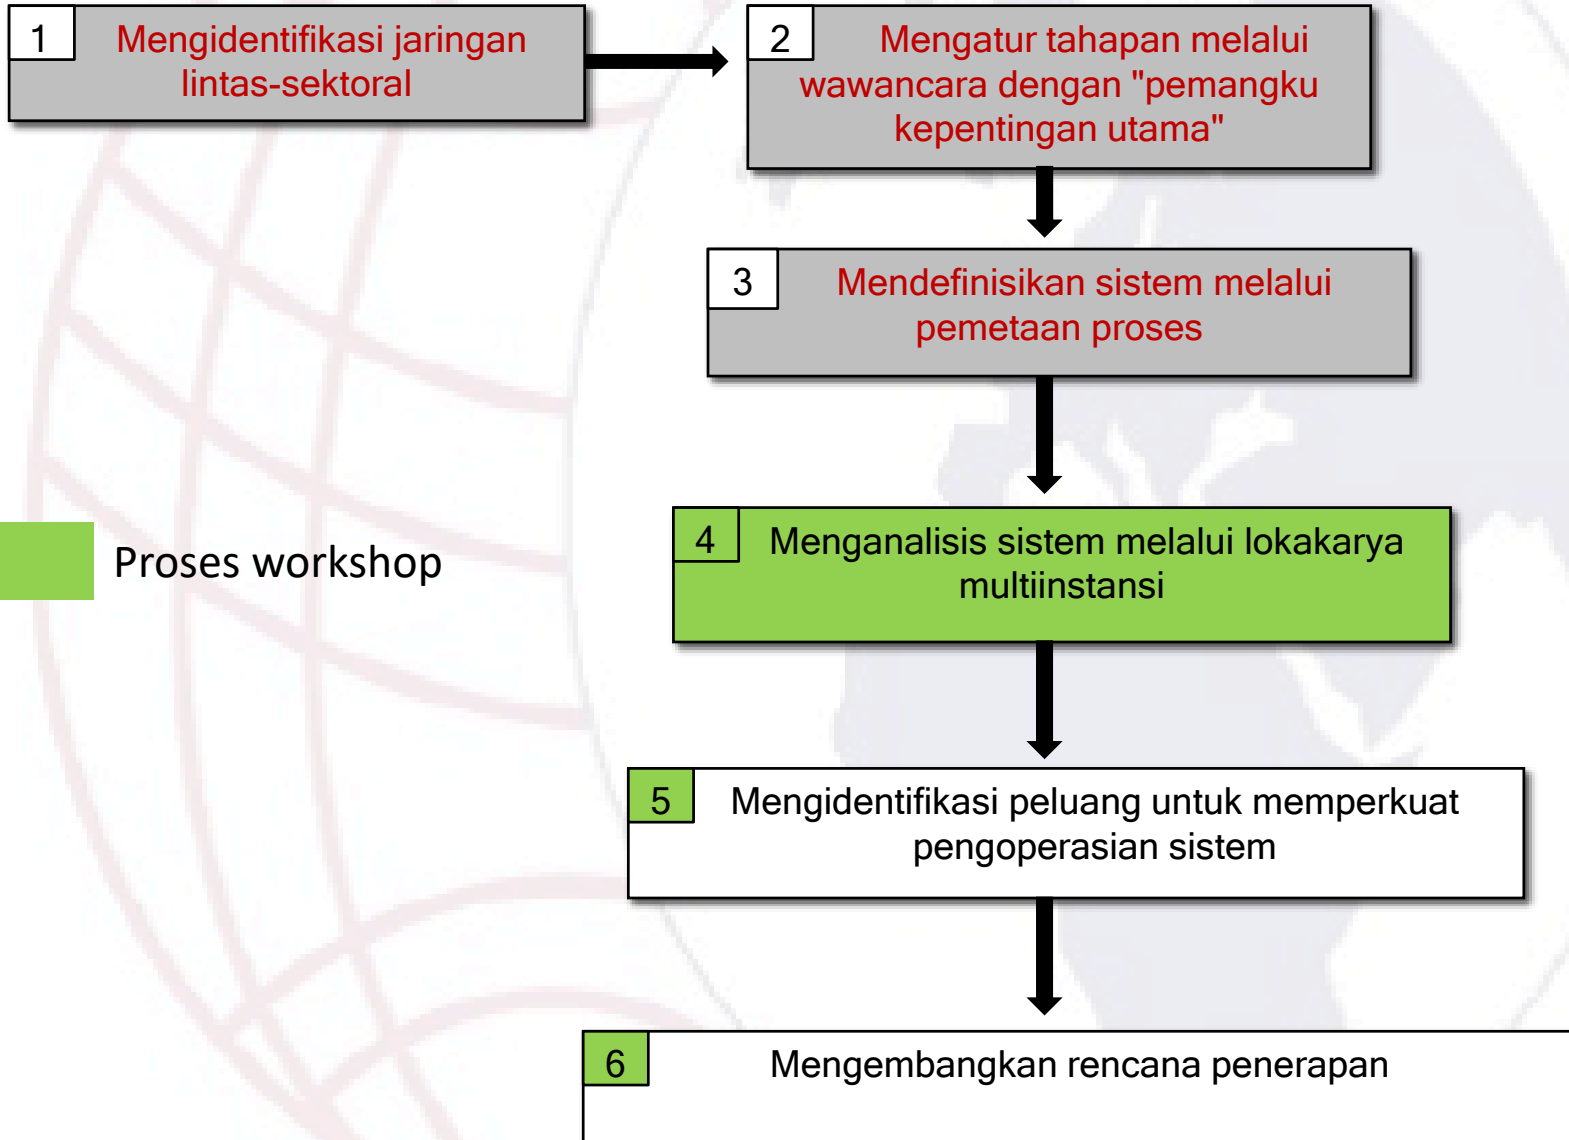 1
Mengidentifikasi jaringan
lintas-sektoral
2
Mengatur tahapan melalui
wawancara dengan "pemangku
kepentingan utama"
3
Mendefinisikan sistem melalui
pemetaan proses
Proses workshop
4
Menganalisis sistem melalui lokakarya
multiinstansi
5
Mengidentifikasi peluang untuk memperkuat
pengoperasian sistem
6
Mengembangkan rencana penerapan